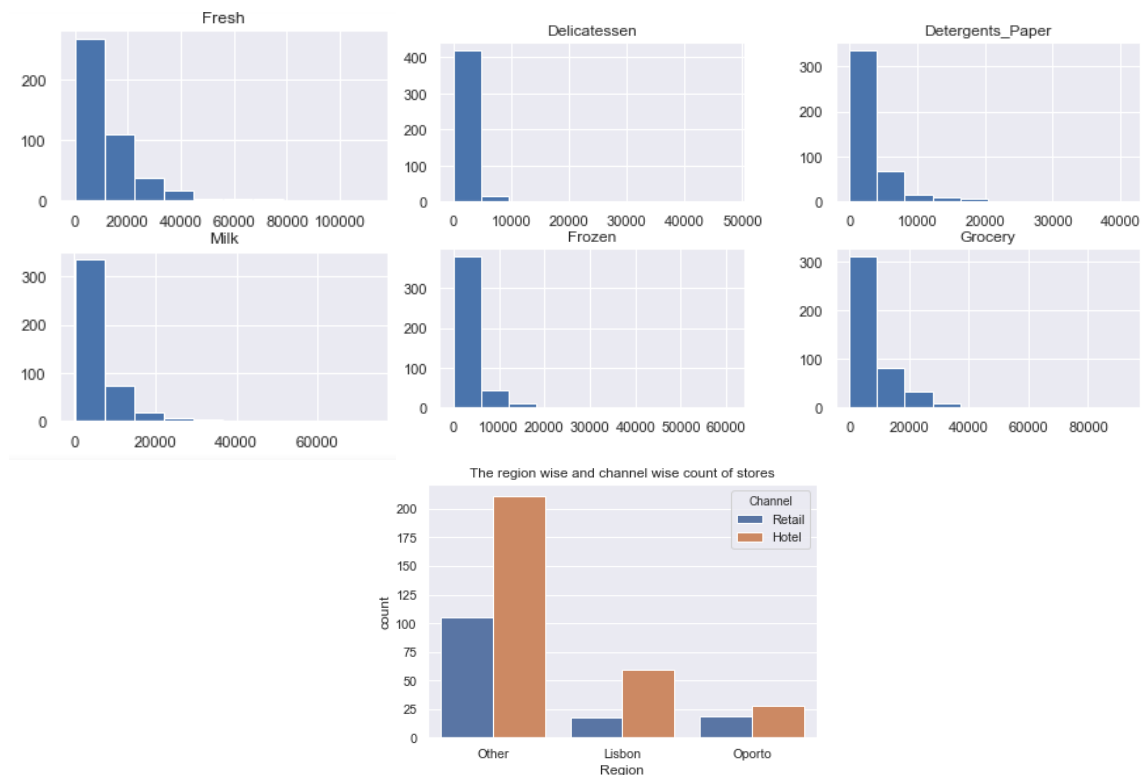 Fresh
200
100
0
0 20000 40000 60000 80000 100000
Delicatessen
400
300
200
100
0
0 10000 20000 30000 40000 50000
Detergents_Paper
300
200
100
0
0 10000 20000 30000 40000
Milk
300
200
100
0
0 20000 40000 60000
Frozen
300
200
100
0
0 10000 20000 30000 40000 50000 60000
Grocery
300
200
100
0
0 20000 40000 60000 80000
The region wise and channel wise count of stores
Channel
Retail
Hotel
200
175
150
125
100
75
50
25
0
count
Other Lisbon Oporto
Region